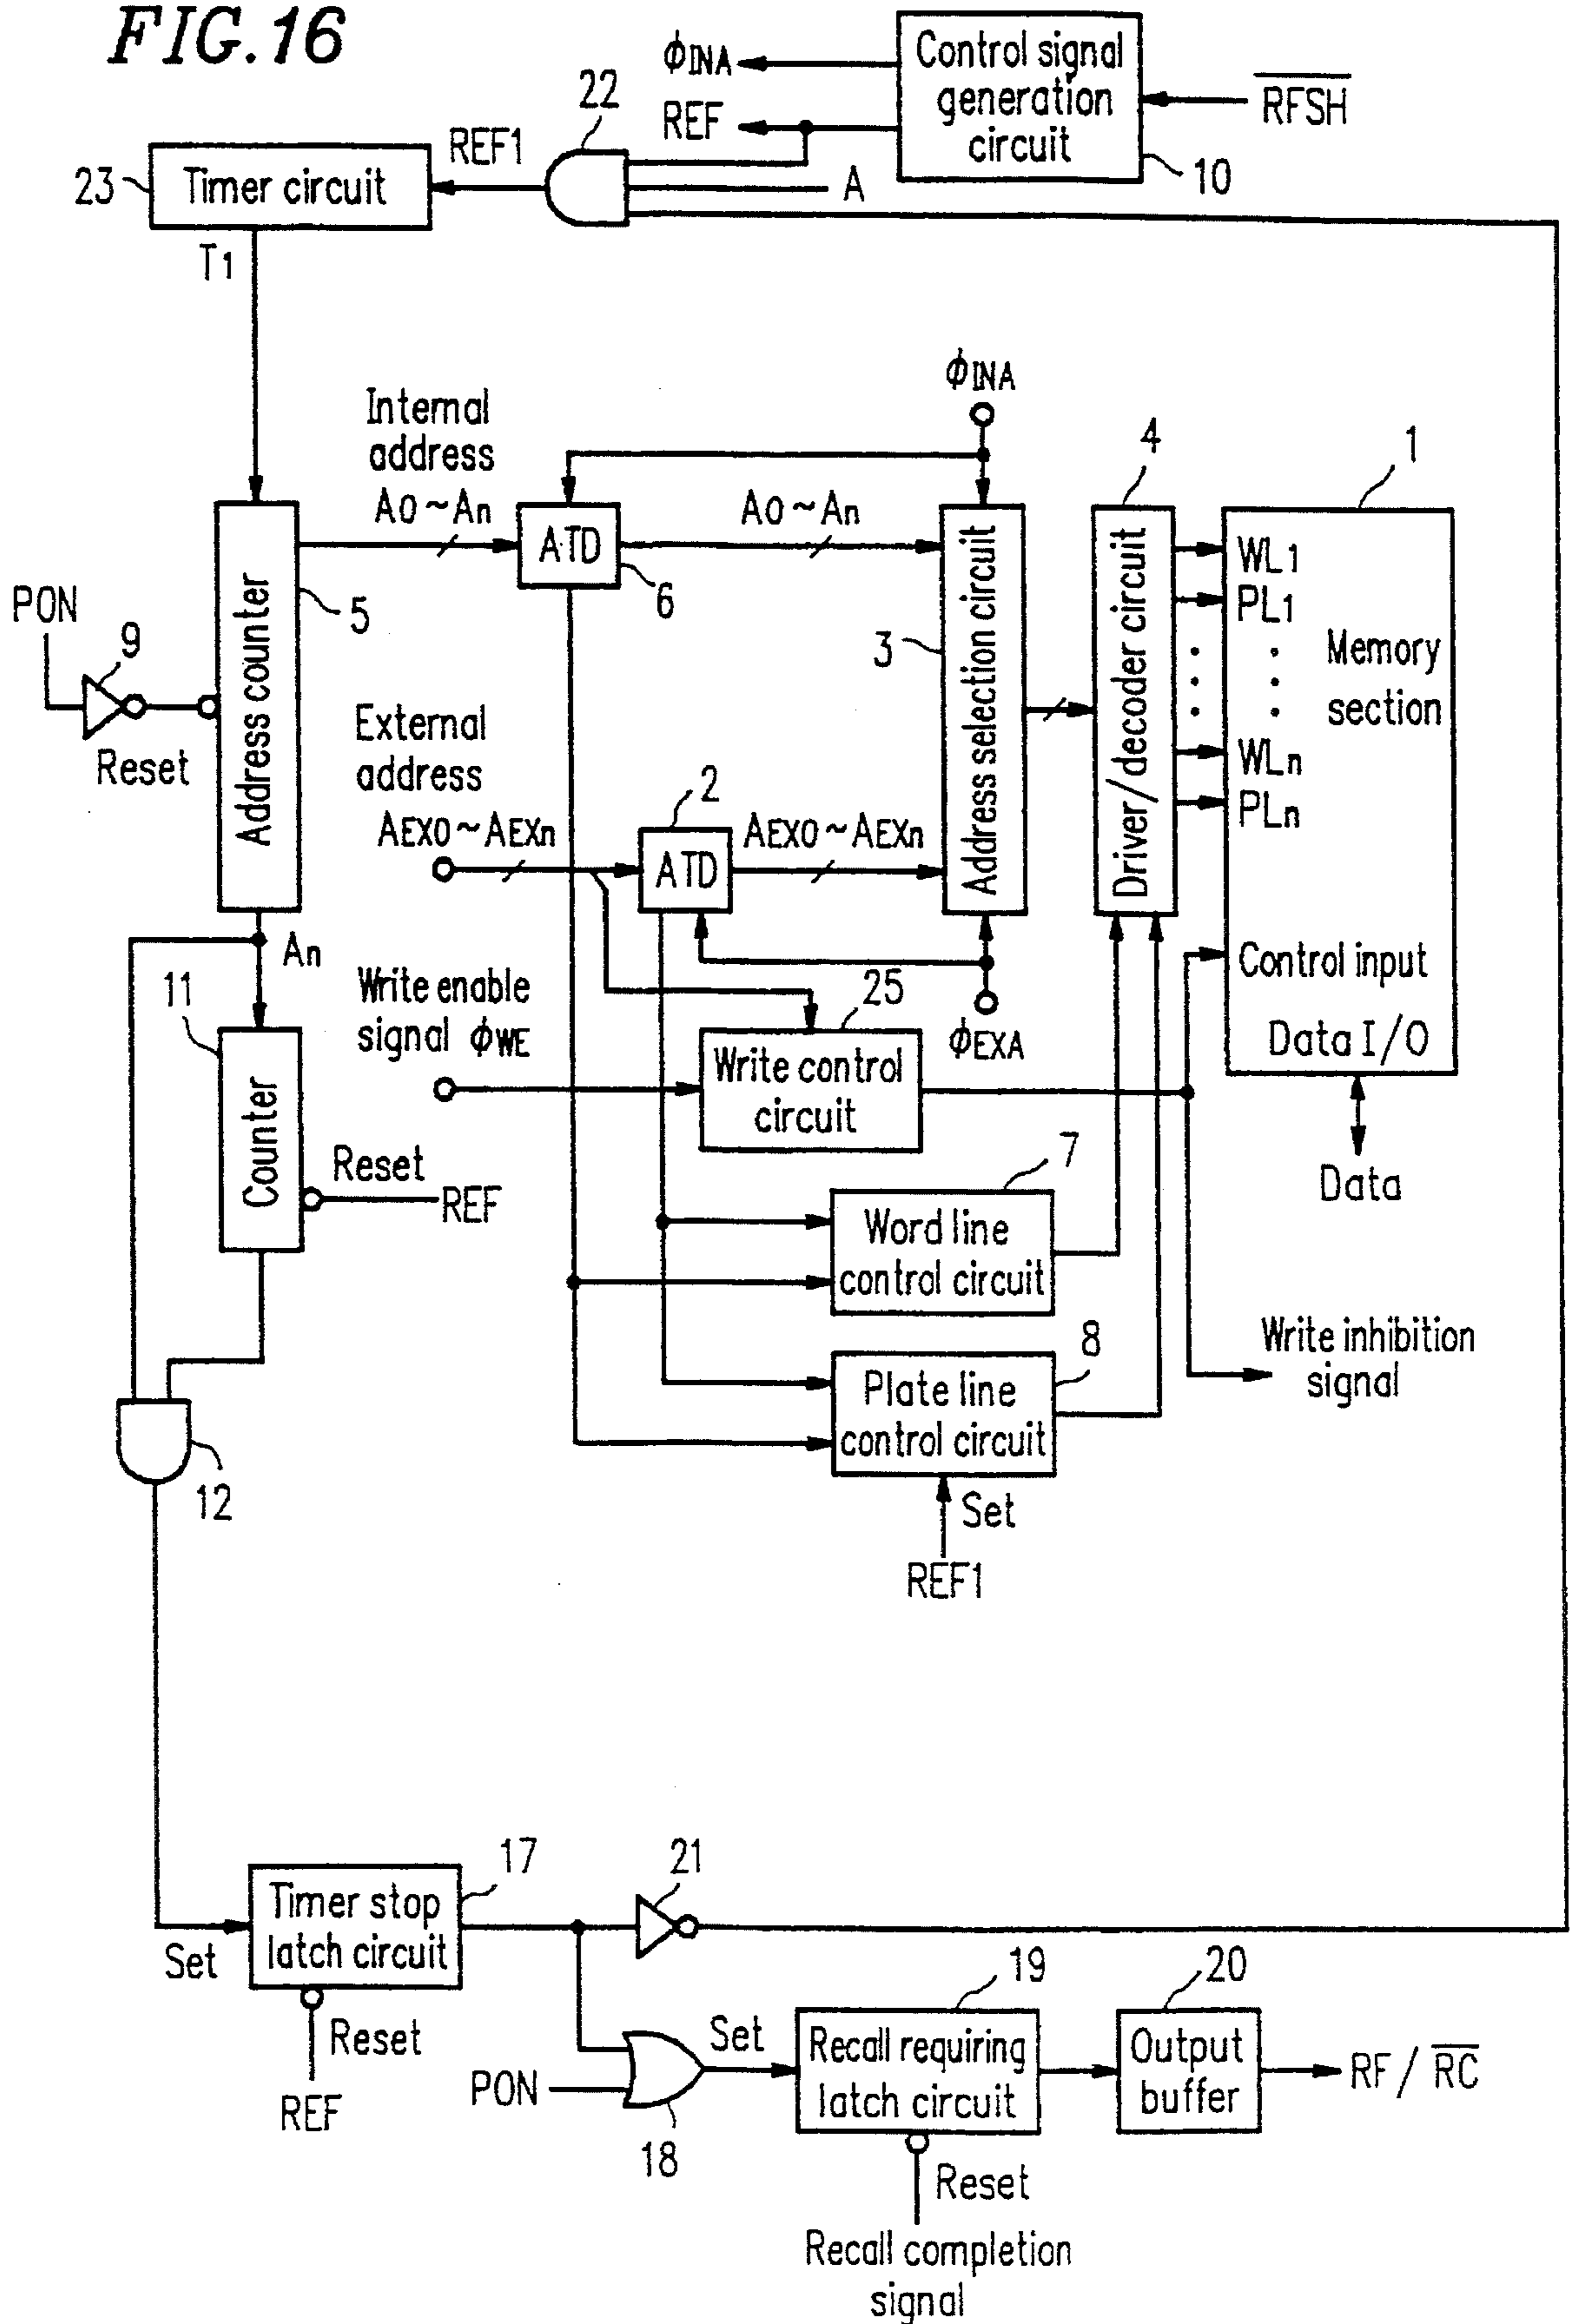 FIG.16
ϕINA
REF
Control signal
generation
circuit
RFSH
10
22
REF1
A
23
Timer circuit
T1
Internal
address
A0~An
ATD
6
A0~An
ϕINA
4
1
PON
9
Reset
Address counter
5
External
address
AEX0~AEXn
2
ATD
AEX0~AEXn
3
Address selection circuit
Driver/decoder circuit
WL1
PL1
Memory
section
WLn
PLn
Control input
Data I/O
Data
An
11
Counter
Reset
REF
Write enable
signal ϕWE
25
Write control
circuit
ϕEXA
7
Word line
control circuit
8
Plate line
control circuit
Set
REF1
Write inhibition
signal
12
Set
17
Timer stop
latch circuit
Reset
REF
21
PON
18
Set
19
Recall requiring
latch circuit
Reset
Recall completion
signal
20
Output
buffer
RF / R̅C̅